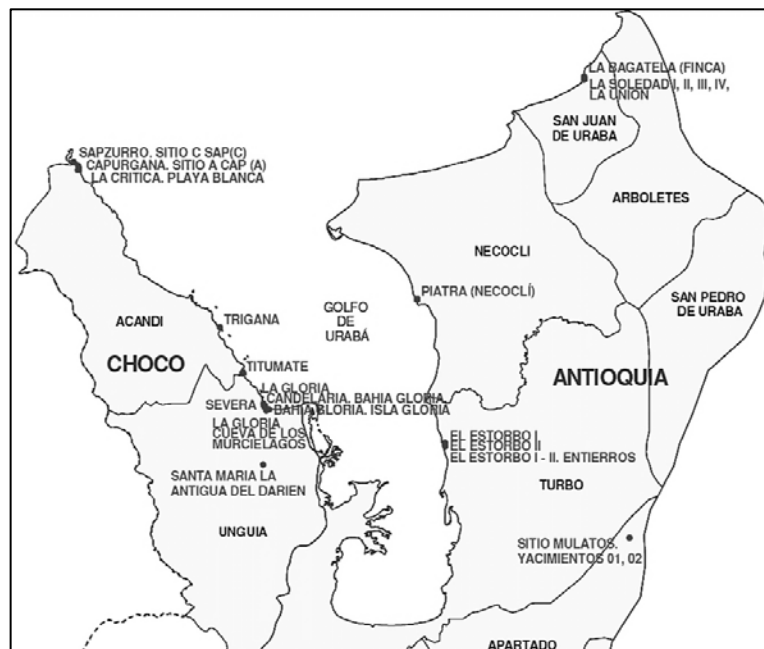 LA BAGATELA (FINCA)
LA SOLEDAD I, II, III, IV,
LA UNION
SAN JUAN
DE URABA
SAPZURRO. SITIO C SAP(C)
CAPURGANA. SITIO A CAP (A)
LA CRITICA. PLAYA BLANCA
ARBOLETES
NECOCLI
PIATRA (NECOCLÍ)
SAN PEDRO
DE URABA
GOLFO
DE
URABÁ
ACANDI
TRIGANA
CHOCO
TITUMATE
ANTIOQUIA
LA GLORIA
CANDELARIA. BAHIA GLORIA.
SEVERA
BAHIA BLORIA. ISLA GLORIA
LA GLORIA
CUEVA DE LOS
MURCIELAGOS
EL ESTORBO I
EL ESTORBO II
EL ESTORBO I - II. ENTIERROS
SANTA MARIA LA
ANTIGUA DEL DARIEN
TURBO
UNGUIA
SITIO MULATOS.
YACIMIENTOS 01, 02
APARTADO